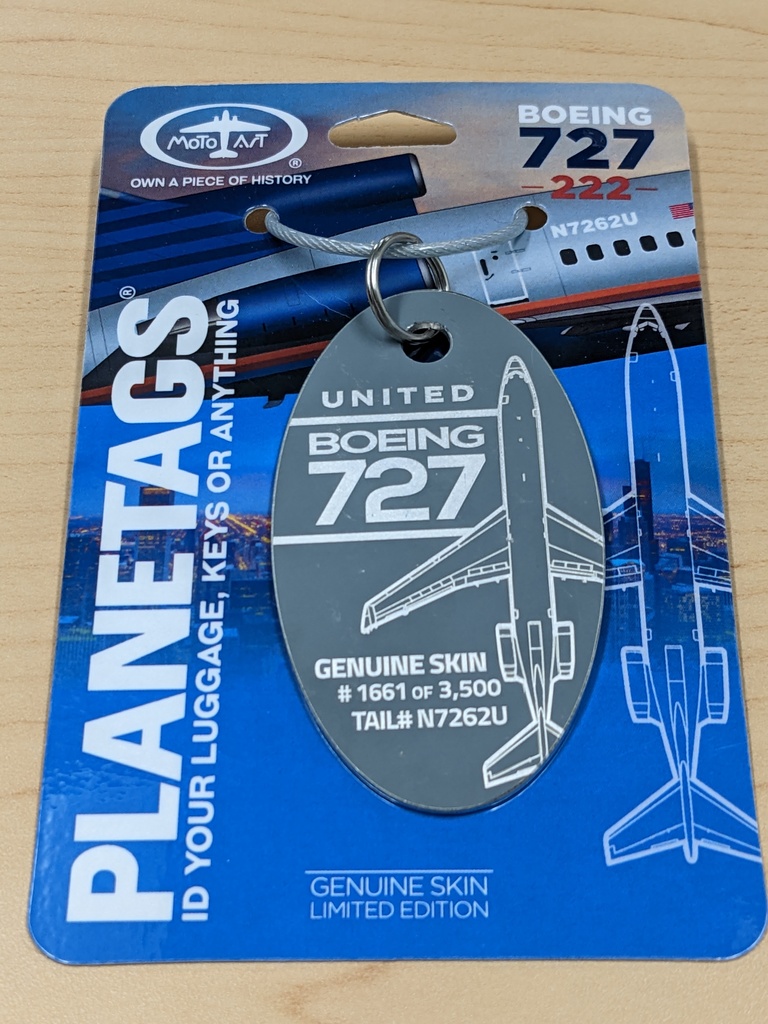 MOTOART®
OWN A PIECE OF HISTORY
BOEING
727
-222-
N7262U
PLANETAGS®
ID YOUR LUGGAGE, KEYS OR ANYTHING
UNITED
BOEING
727
GENUINE SKIN
# 1661 OF 3,500
TAIL# N7262U
GENUINE SKIN
LIMITED EDITION